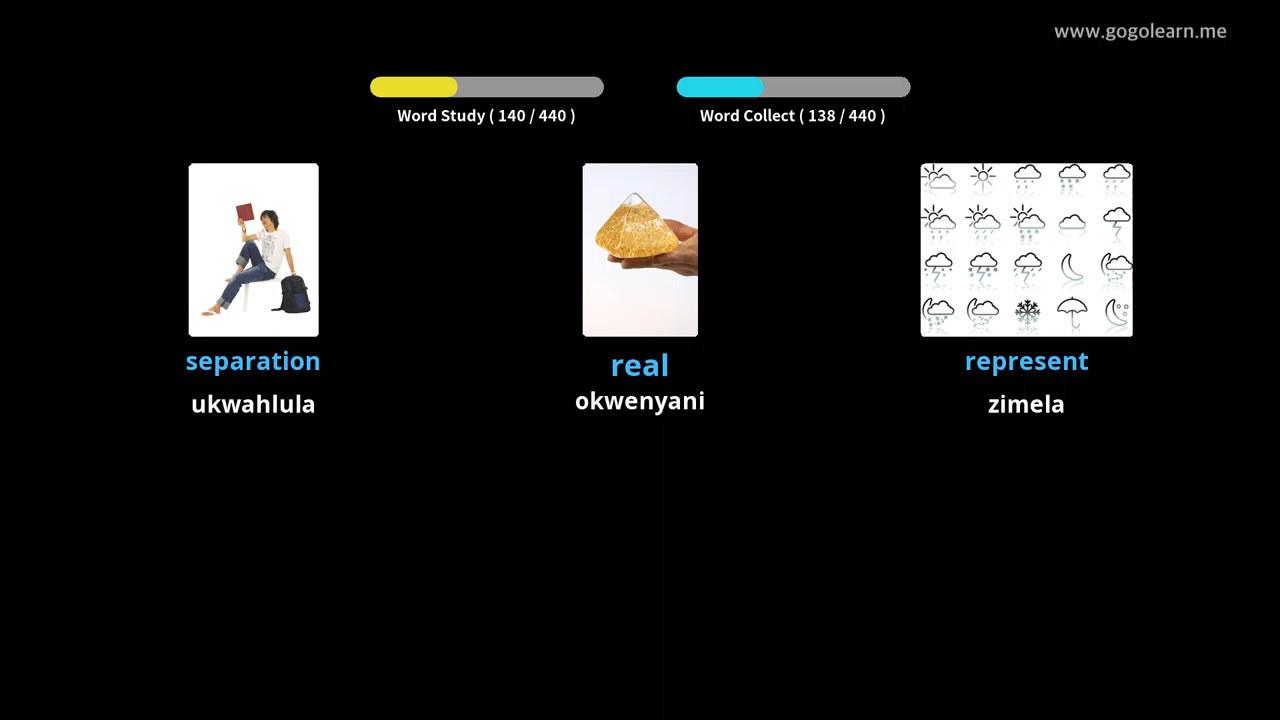 www.gogolearn.me
Word Study ( 140 / 440 )
Word Collect ( 138 / 440 )
separation
real
represent
ukwahlula
okwenyani
zimela